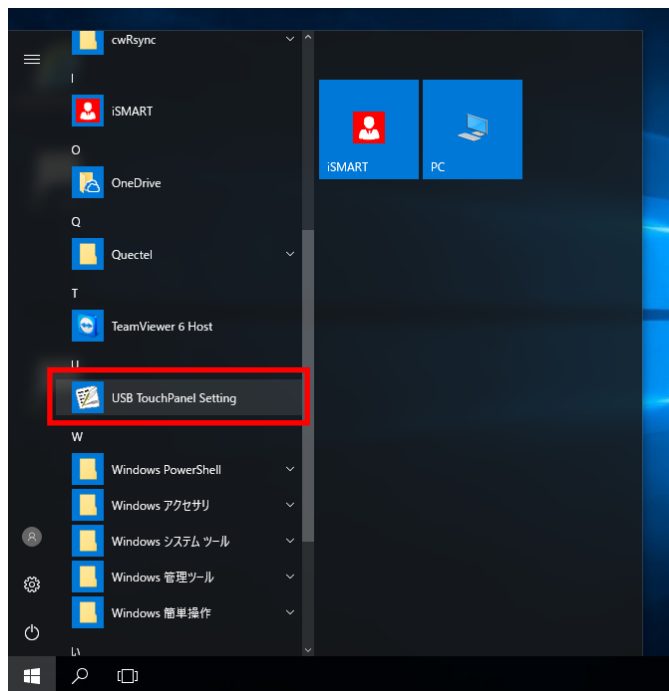 cwRsync
I
iSMART
O
OneDrive
Q
Quectel
T
TeamViewer 6 Host
U
USB TouchPanel Setting
W
Windows PowerShell
Windows アクセサリ
Windows システム ツール
Windows 管理ツール
Windows 簡単操作
い
iSMART
PC